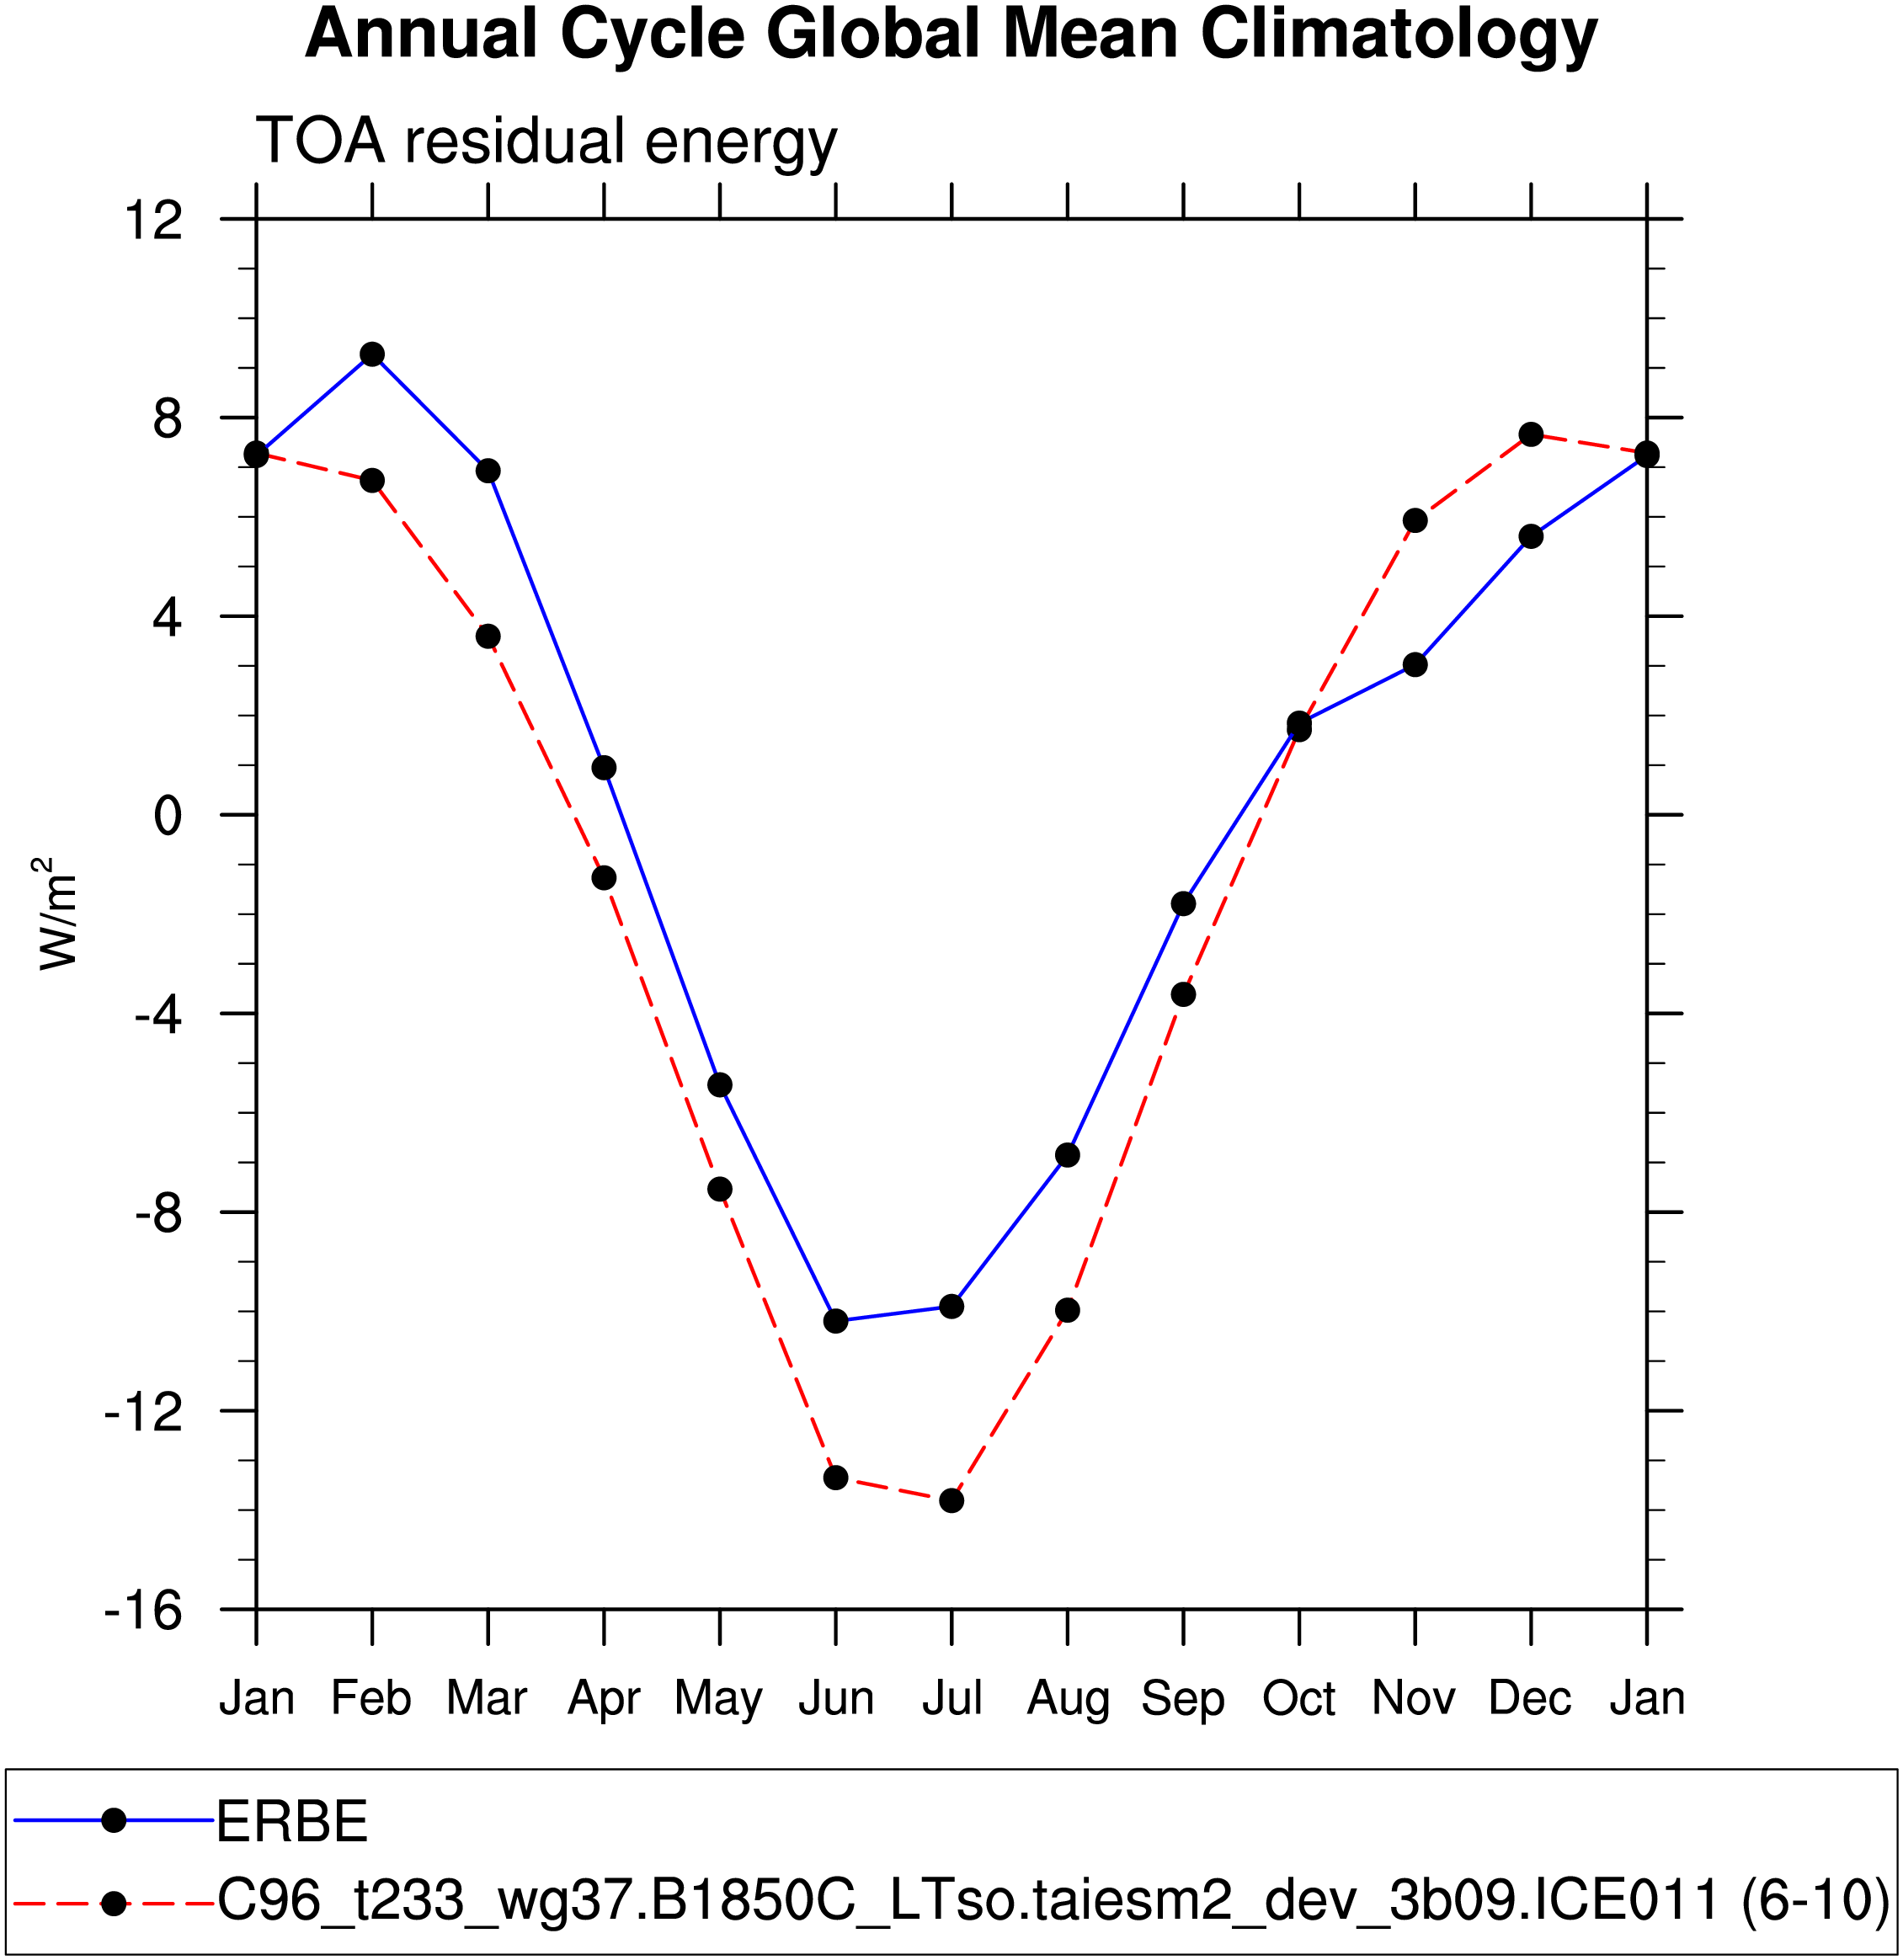 Annual Cycle Global Mean Climatology
TOA residual energy
12
8
4
0
-4
-8
-12
-16
W/m²
Jan Feb Mar Apr May Jun Jul Aug Sep Oct Nov Dec Jan
ERBE
C96_t233_wg37.B1850C_LTso.taiesm2_dev_3b09.ICE011 (6-10)